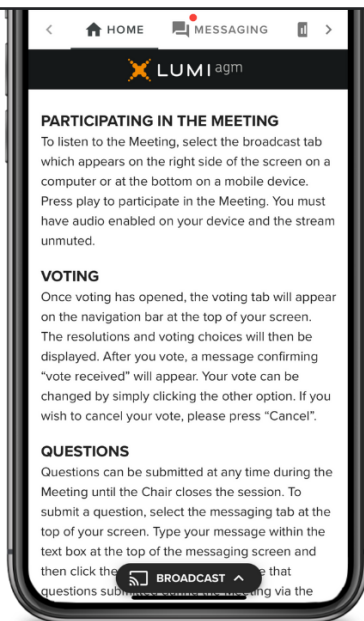 HOME MESSAGING
LUMI agm
PARTICIPATING IN THE MEETING
To listen to the Meeting, select the broadcast tab
which appears on the right side of the screen on a
computer or at the bottom on a mobile device.
Press play to participate in the Meeting. You must
have audio enabled on your device and the stream
unmuted.
VOTING
Once voting has opened, the voting tab will appear
on the navigation bar at the top of your screen.
The resolutions and voting choices will then be
displayed. After you vote, a message confirming
“vote received” will appear. Your vote can be
changed by simply clicking the other option. If you
wish to cancel your vote, please press “Cancel”.
QUESTIONS
Questions can be submitted at any time during the
Meeting until the Chair closes the session. To
submit a question, select the messaging tab at the
top of your screen. Type your message within the
text box at the top of the messaging screen and
then click the that
BROADCAST
questions via the